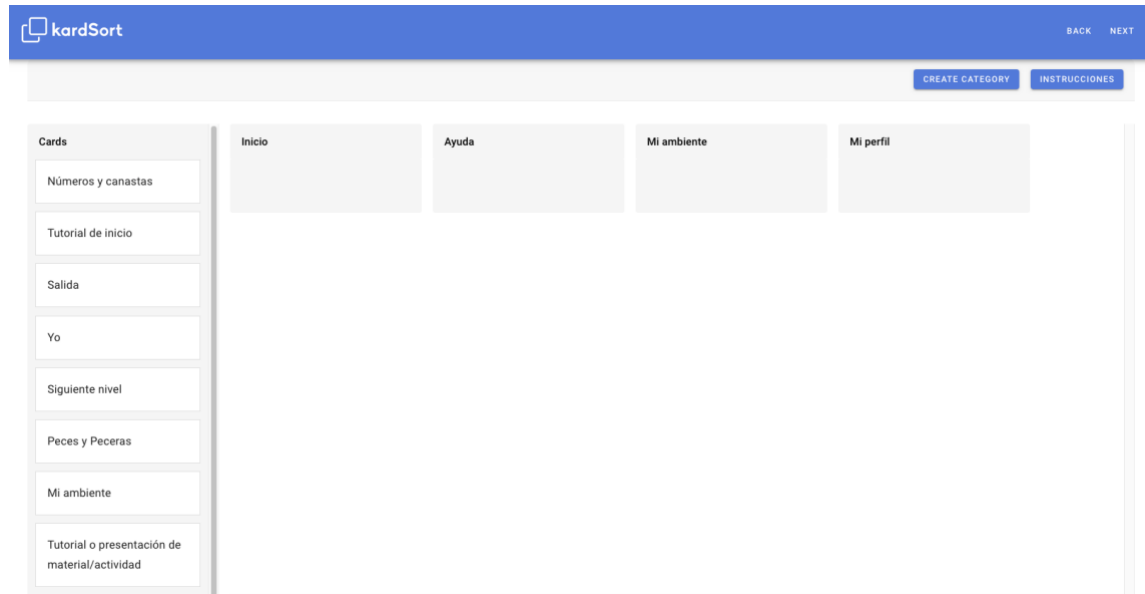 kardSort
BACK NEXT
CREATE CATEGORY INSTRUCCIONES
Cards
Números y canastas
Tutorial de inicio
Salida
Yo
Siguiente nivel
Peces y Peceras
Mi ambiente
Tutorial o presentación de
material/actividad
Inicio
Ayuda
Mi ambiente
Mi perfil